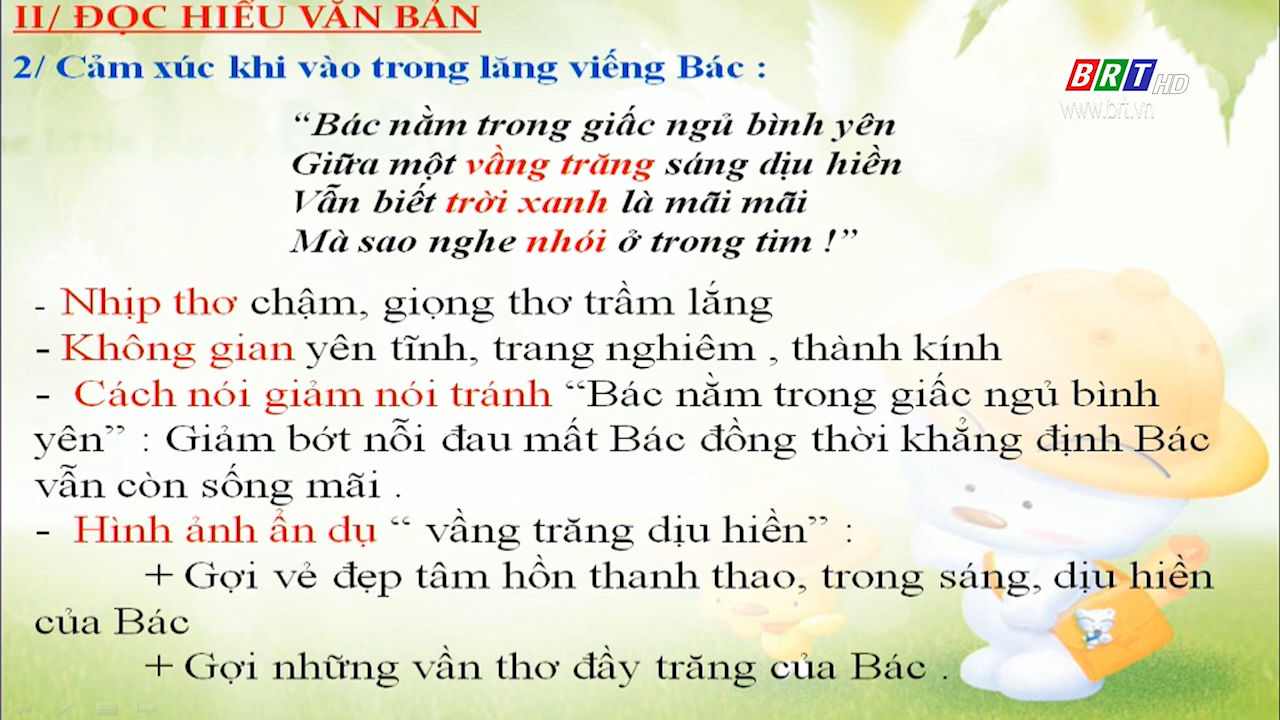 II/ ĐỌC HIỂU VĂN BẢN
2/ Cảm xúc khi vào trong lăng viếng Bác :
BRT HD
www.brt.vn
“Bác nằm trong giấc ngủ bình yên
Giữa một vầng trăng sáng dịu hiền
Vẫn biết trời xanh là mãi mãi
Mà sao nghe nhói ở trong tim !”
- Nhịp thơ chậm, giọng thơ trầm lắng
- Không gian yên tĩnh, trang nghiêm , thành kính
- Cách nói giảm nói tránh “Bác nằm trong giấc ngủ bình
yên” : Giảm bớt nỗi đau mất Bác đồng thời khẳng định Bác
vẫn còn sống mãi .
- Hình ảnh ẩn dụ “ vầng trăng dịu hiền” :
+ Gợi vẻ đẹp tâm hồn thanh thao, trong sáng, dịu hiền
của Bác
+ Gợi những vần thơ đầy trăng của Bác .